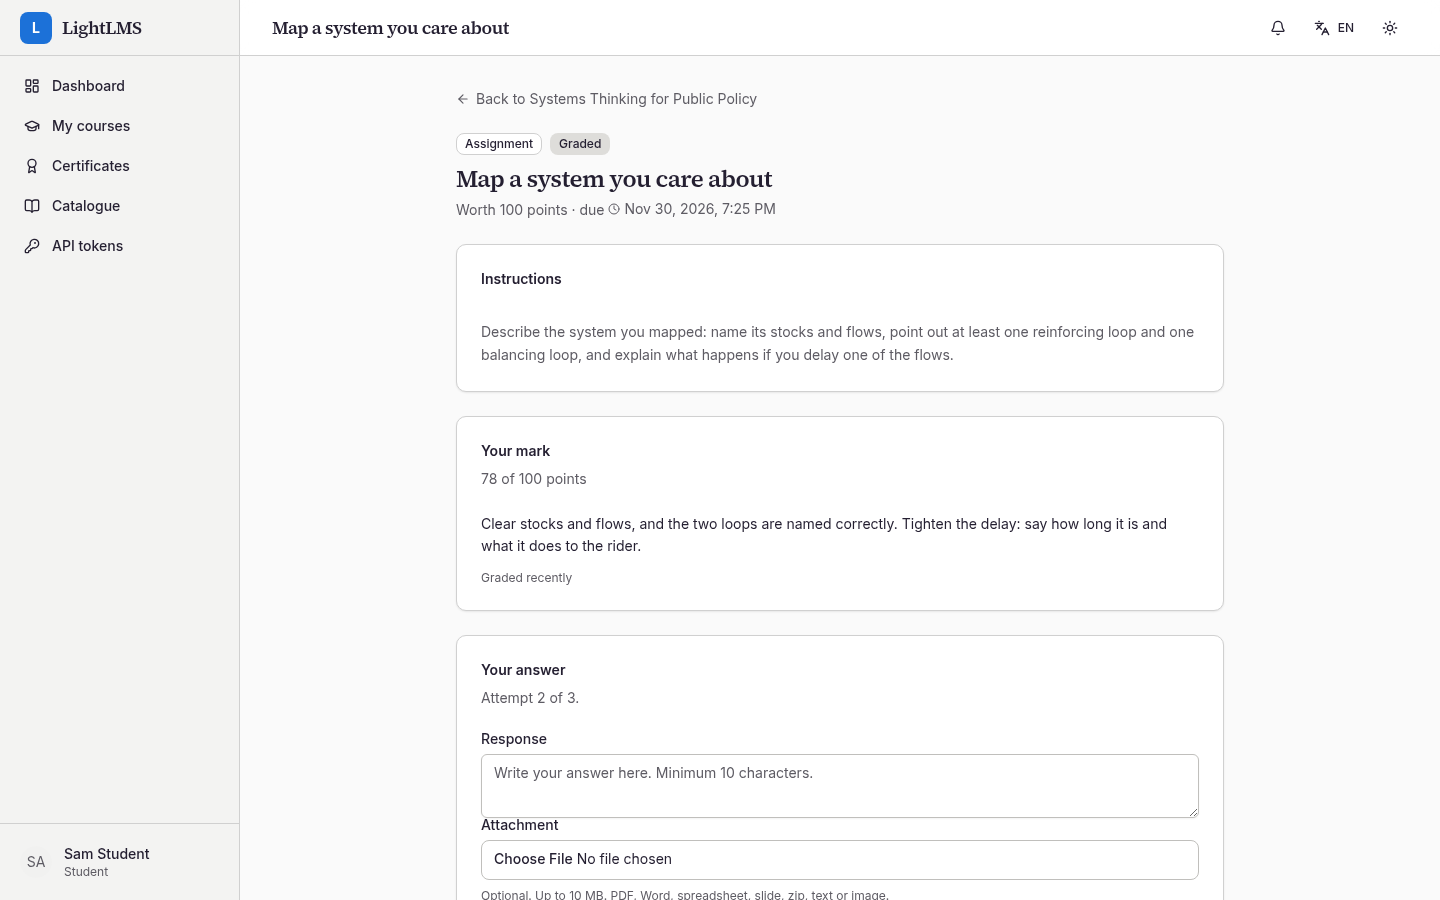 L LightLMS
Map a system you care about
EN
Dashboard
My courses
Certificates
Catalogue
API tokens
Back to Systems Thinking for Public Policy
Assignment Graded
Map a system you care about
Worth 100 points · due Nov 30, 2026, 7:25 PM
Instructions
Describe the system you mapped: name its stocks and flows, point out at least one reinforcing loop and one
balancing loop, and explain what happens if you delay one of the flows.
Your mark
78 of 100 points
Clear stocks and flows, and the two loops are named correctly. Tighten the delay: say how long it is and
what it does to the rider.
Graded recently
Your answer
Attempt 2 of 3.
Response
Write your answer here. Minimum 10 characters.
Attachment
Choose File No file chosen
Optional. Up to 10 MB. PDF, Word, spreadsheet, slide, zip, text or image.
SA
Sam Student
Student